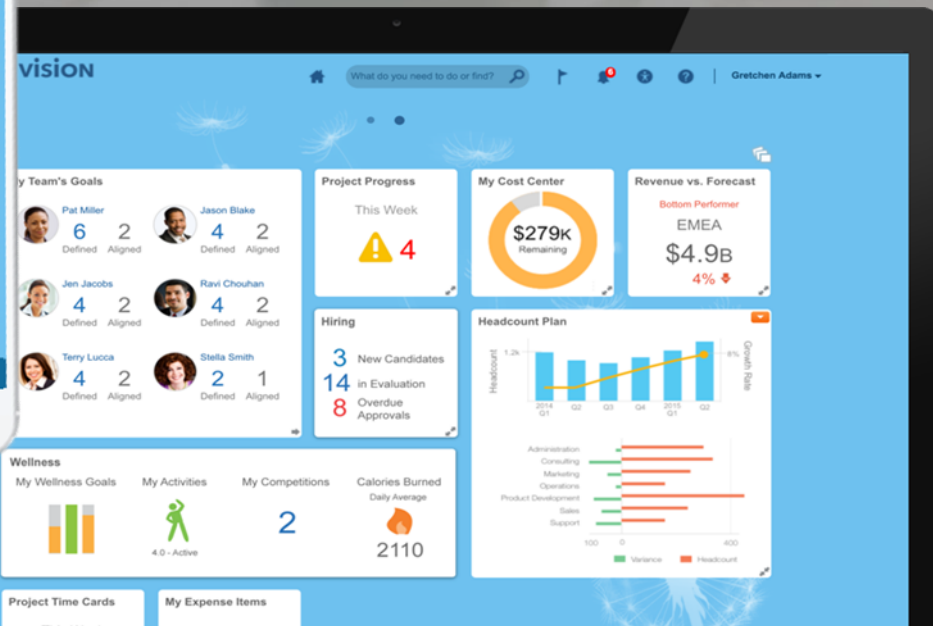 vision
What do you need to do or find?
6
Gretchen Adams
y Team's Goals
Pat Miller
6 2
Defined Aligned
Jason Blake
4 2
Defined Aligned
Jen Jacobs
4 2
Defined Aligned
Ravi Chouhan
4 2
Defined Aligned
Terry Lucca
4 2
Defined Aligned
Stella Smith
2 1
Defined Aligned
Project Progress
This Week
4
My Cost Center
$279K
Remaining
Revenue vs. Forecast
Bottom Performer
EMEA
$4.9B
4%
Hiring
3 New Candidates
14 in Evaluation
8 Overdue
Approvals
Headcount Plan
Headcount
1.2k
8%
Growth Rate
2014 Q2 Q3 Q4 2015 Q2
Q1 Q1
Administration
Consulting
Marketing
Operations
Product Development
Sales
Support
100 0 400
Variance Headcount
Wellness
My Wellness Goals
My Activities
4.0 - Active
My Competitions
2
Calories Burned
Daily Average
2110
Project Time Cards
My Expense Items